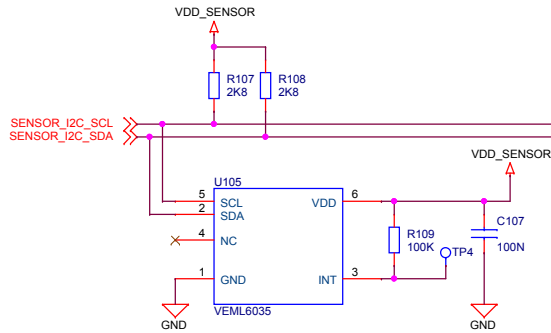 VDD_SENSOR
R107
2K8
R108
2K8
SENSOR_I2C_SCL
SENSOR_I2C_SDA
VDD_SENSOR
U105
5 SCL VDD 6
2 SDA
C107
100N
R109
100K
TP4
4 NC
1 GND INT 3
VEML6035
GND
GND